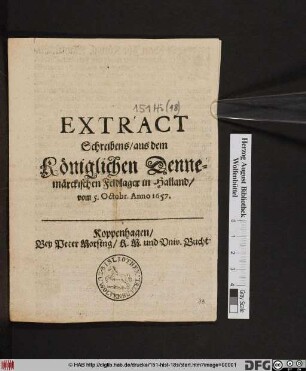 151 Hi (18)
EXTRACT
Schreibens/ aus dem
Königlichen Denne-
märckischen Feldlager in Halland/
vom 5. Octobr. Anno 1657.
Koppenhagen/
Bey Peter Morsing/ K. M. und Univ. Bucht.
Herzog August Bibliothek
Wolfenbüttel
© HAB http://diglib.hab.de/drucke/151-hist-18s/start.htm?image=00001
DFG